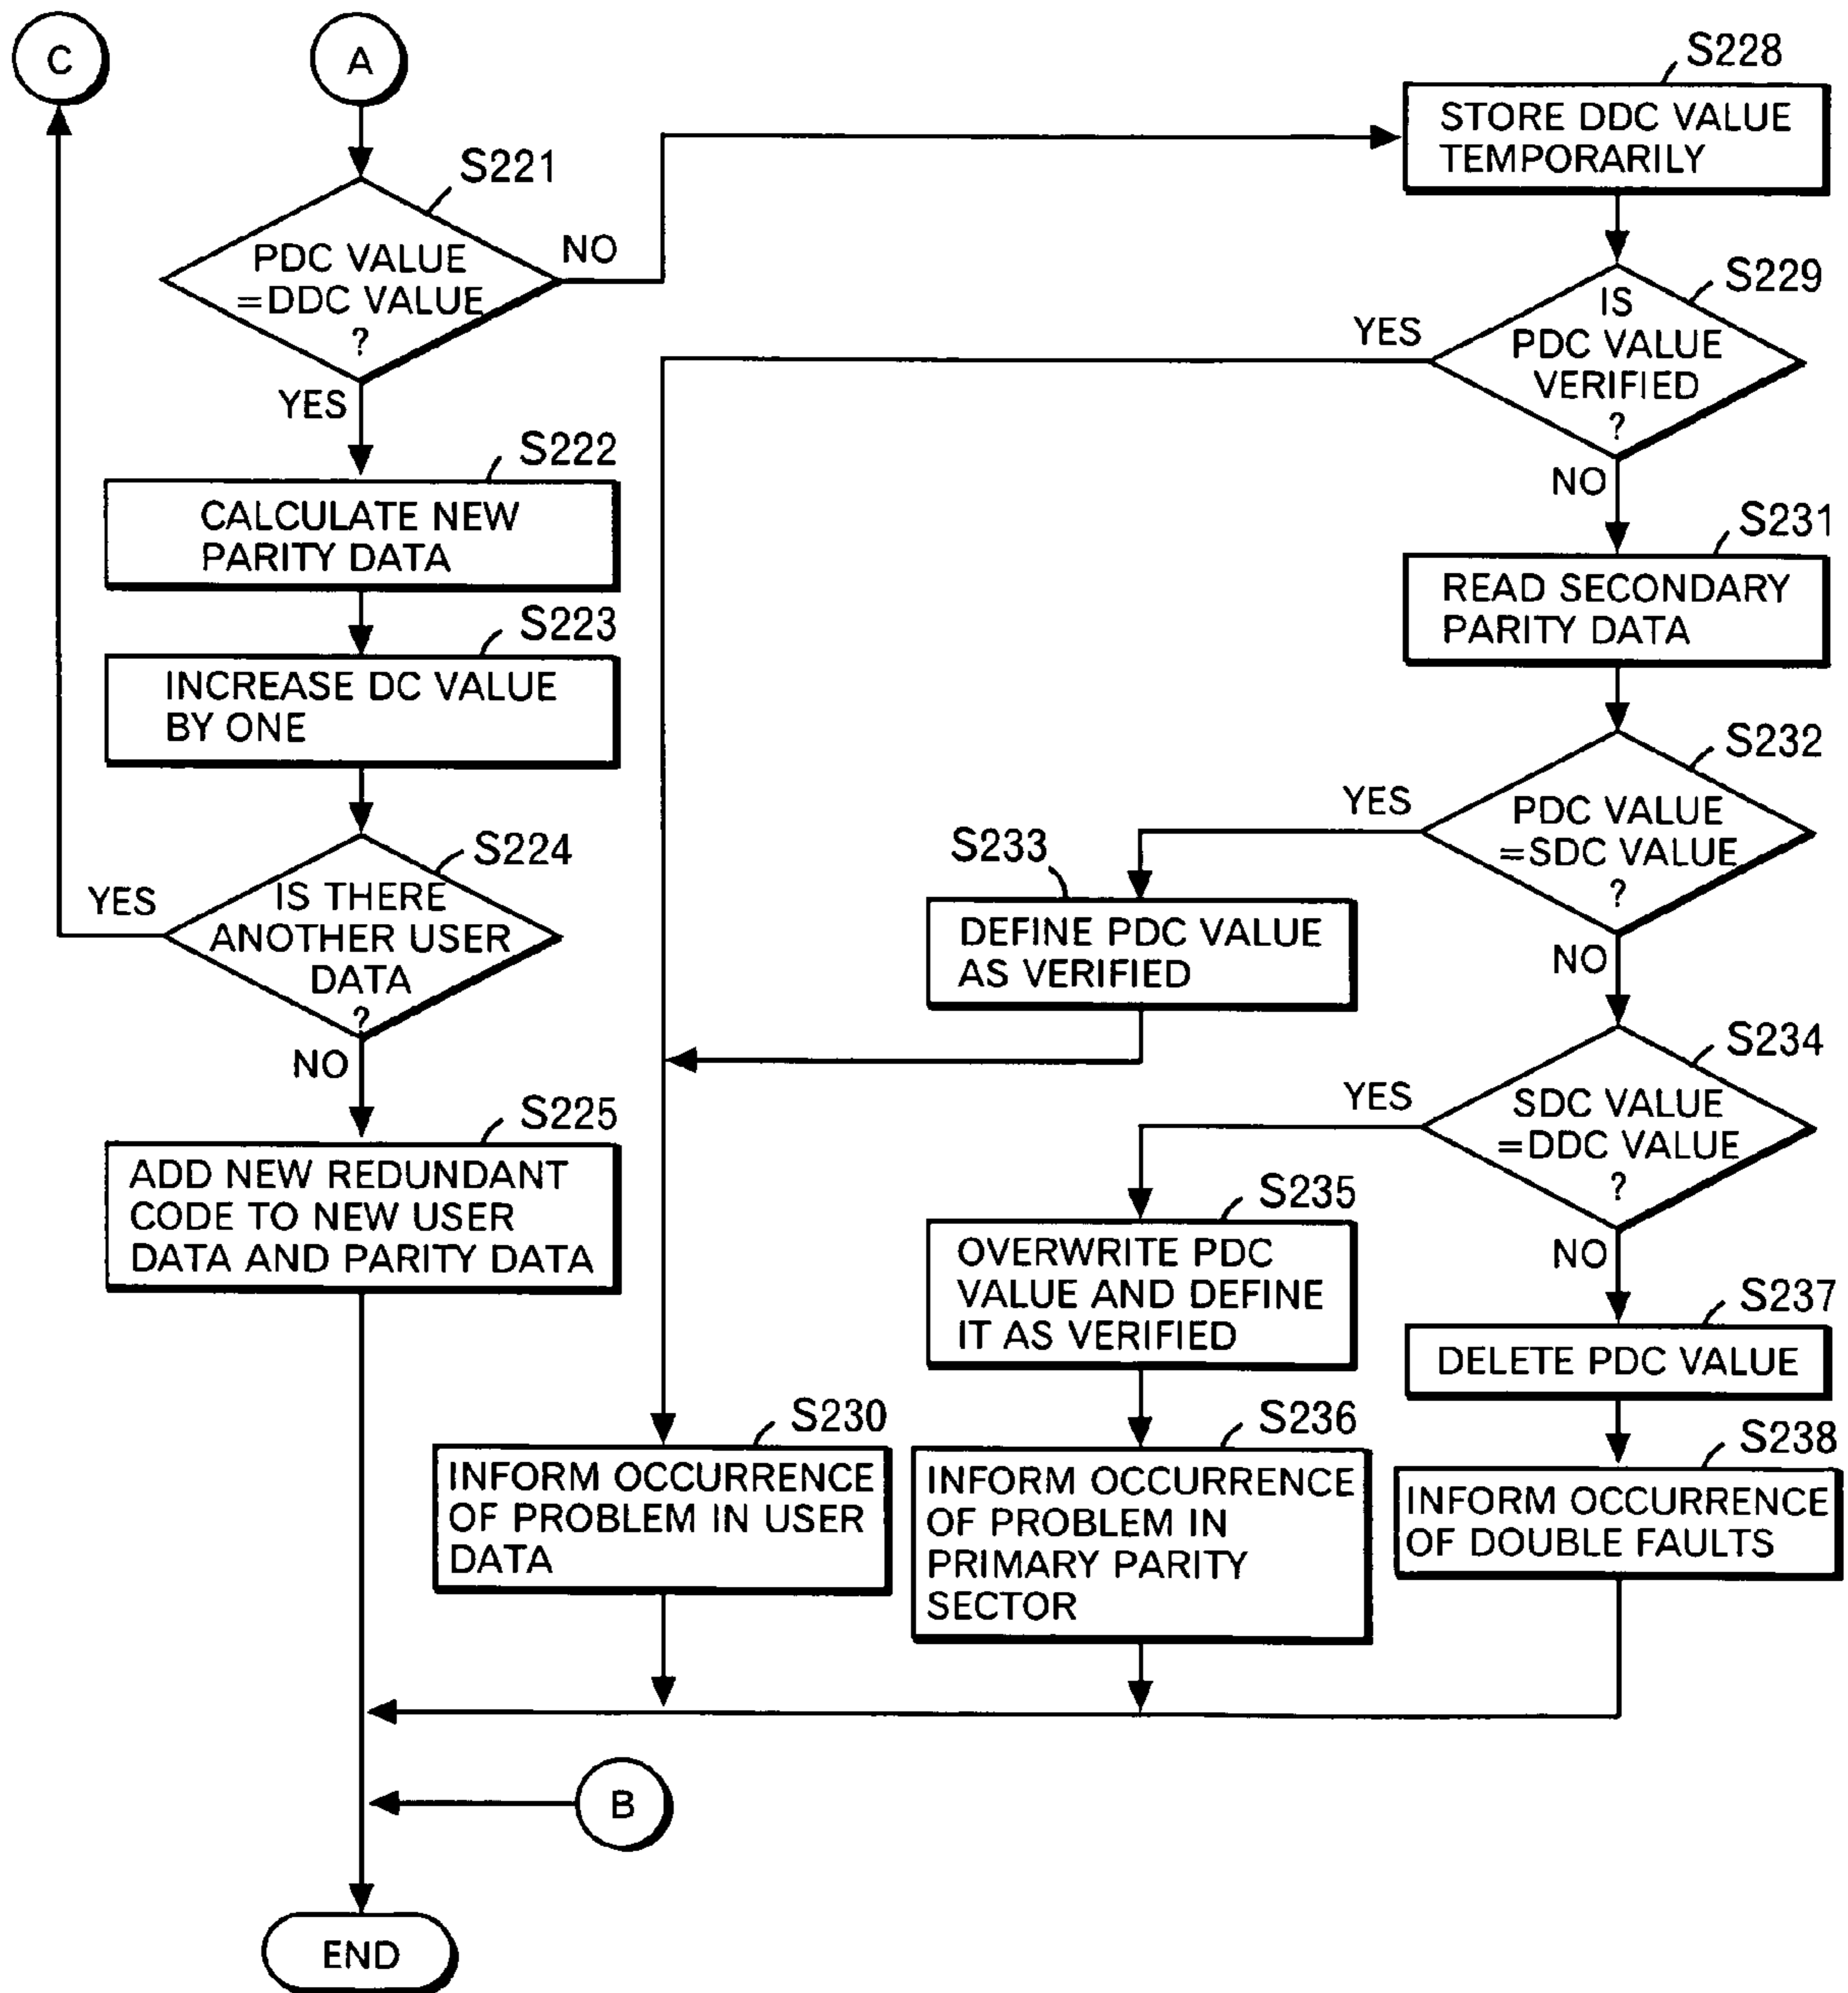 C
A
S221
PDC VALUE
=DDC VALUE
?
NO
YES
S222
CALCULATE NEW
PARITY DATA
S223
INCREASE DC VALUE
BY ONE
S224
IS THERE
ANOTHER USER
DATA
?
YES
NO
S225
ADD NEW REDUNDANT
CODE TO NEW USER
DATA AND PARITY DATA
S228
STORE DDC VALUE
TEMPORARILY
S229
IS
PDC VALUE
VERIFIED
?
YES
NO
S231
READ SECONDARY
PARITY DATA
S232
PDC VALUE
=SDC VALUE
?
YES
NO
S233
DEFINE PDC VALUE
AS VERIFIED
S234
SDC VALUE
=DDC VALUE
?
YES
NO
S235
OVERWRITE PDC
VALUE AND DEFINE
IT AS VERIFIED
S237
DELETE PDC VALUE
S230
INFORM OCCURRENCE
OF PROBLEM IN USER
DATA
S236
INFORM OCCURRENCE
OF PROBLEM IN
PRIMARY PARITY
SECTOR
S238
INFORM OCCURRENCE
OF DOUBLE FAULTS
B
END